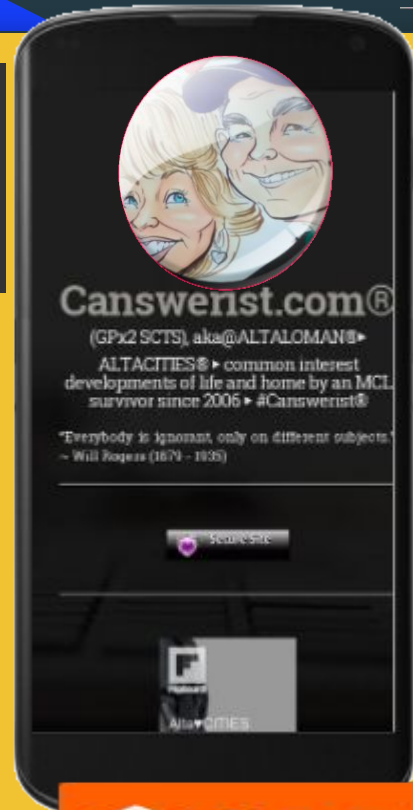 Canswerist.com®
(GPx2 SCTS), aka@ALTALOMAN®▸
ALTACITIES® ▸ common interest
developments of life and home by an MCL
survivor since 2006 ▸ #Canswerist®
"Everybody is ignorant, only on different subjects."
~ Will Rogers (1879 - 1935)
Secure Site
Flipboard
Alta♥CITIES